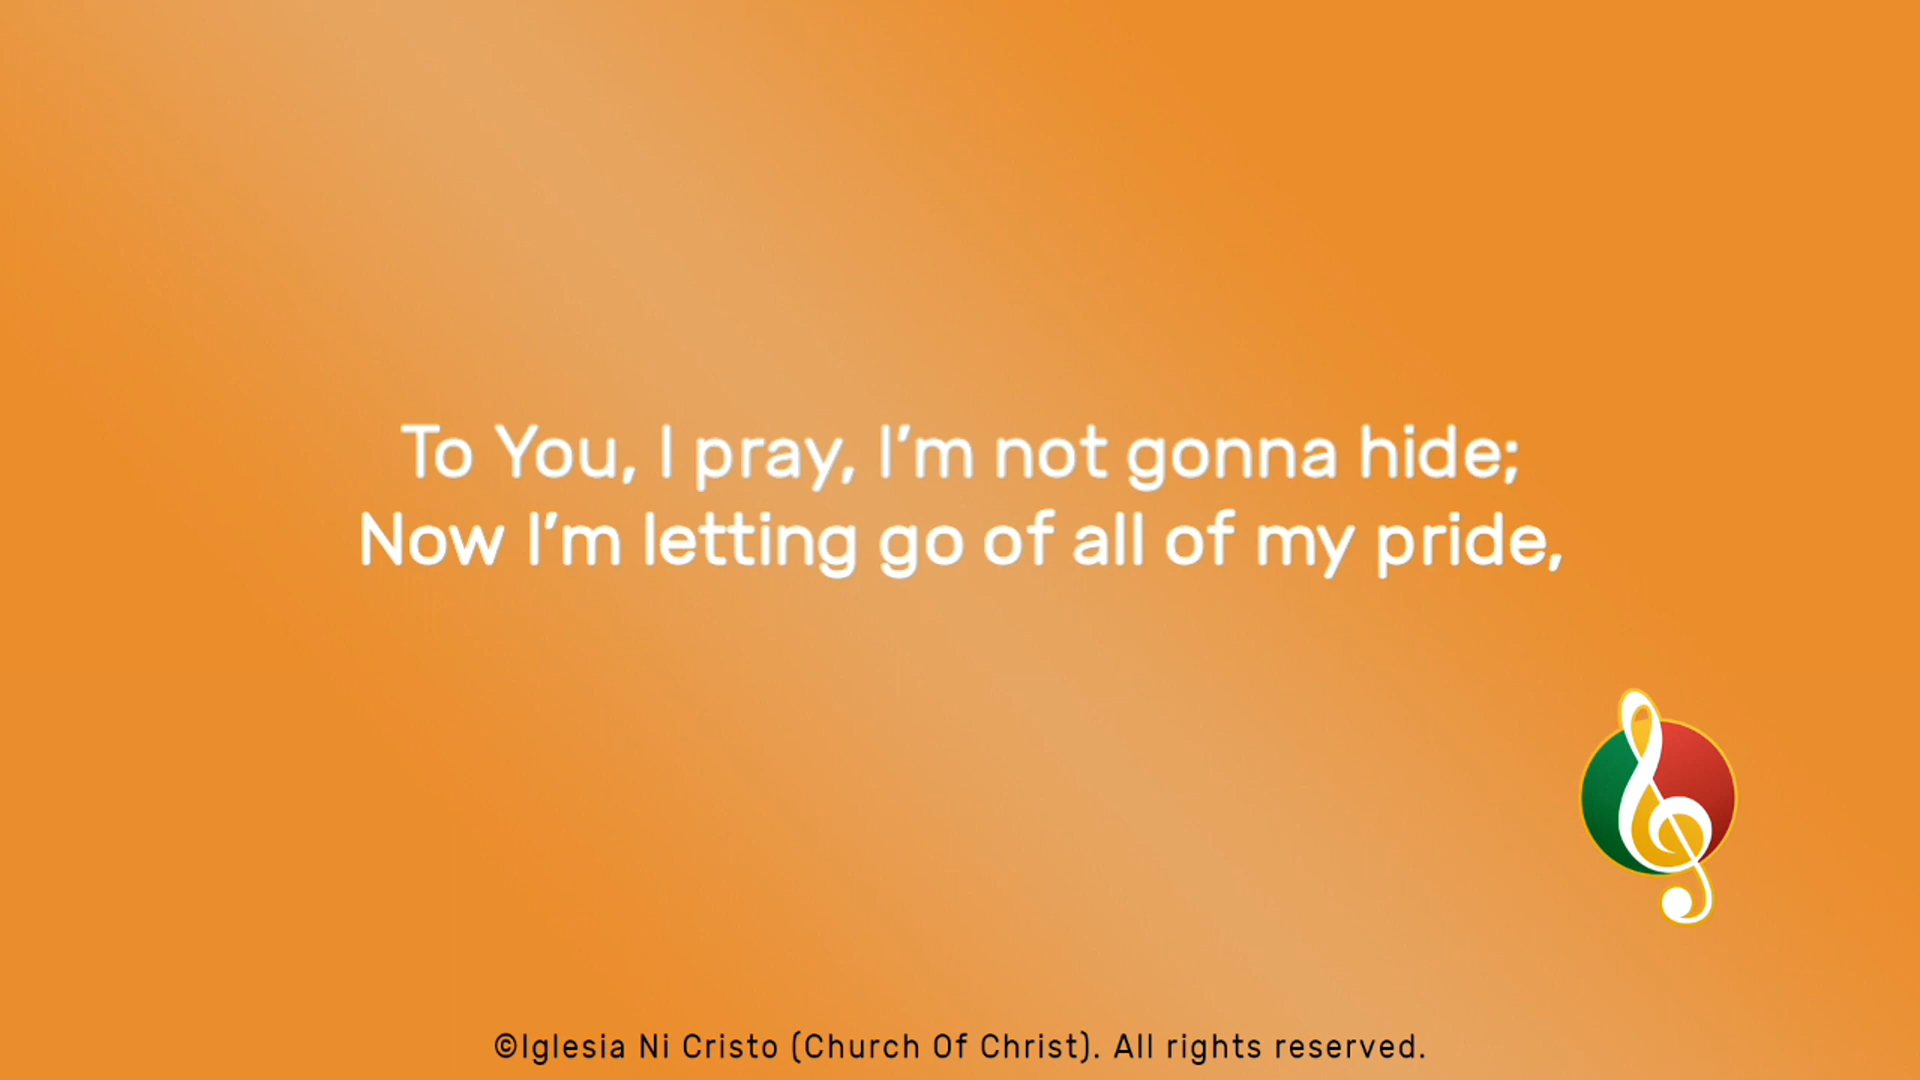 To You, I pray, I’m not gonna hide;
Now I’m letting go of all of my pride,
©Iglesia Ni Cristo (Church Of Christ). All rights reserved.